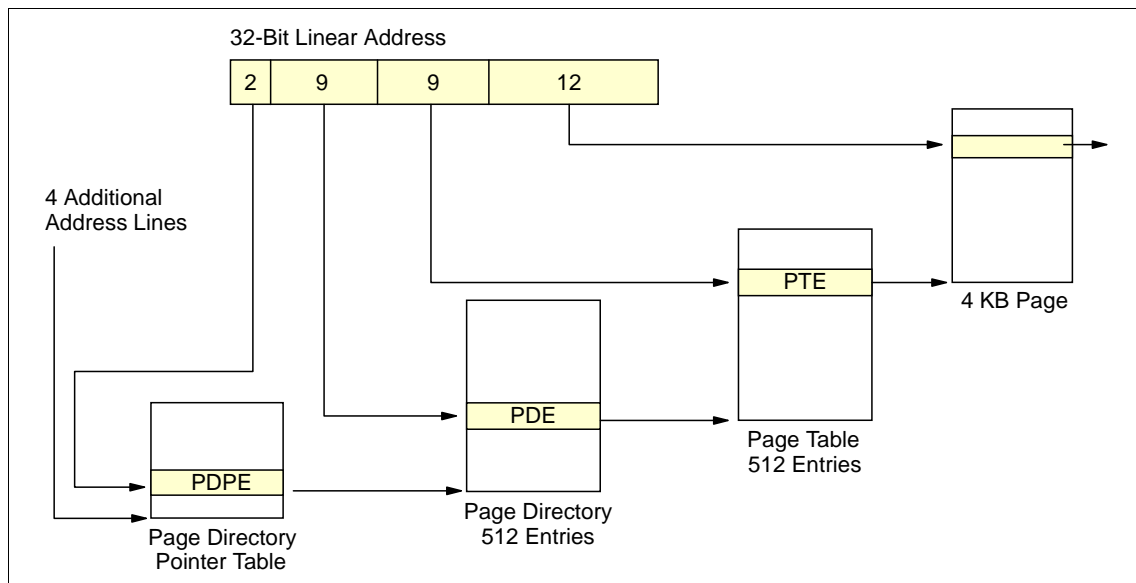 32-Bit Linear Address
2 9 9 12
4 Additional
Address Lines
PTE
4 KB Page
PDE
Page Table
512 Entries
PDPE
Page Directory
512 Entries
Page Directory
Pointer Table